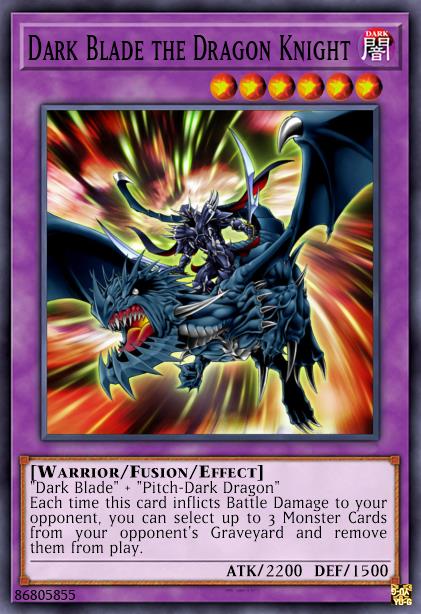 Dark Blade the Dragon Knight
DARK
闇
[Warrior/Fusion/Effect]
"Dark Blade" + "Pitch-Dark Dragon"
Each time this card inflicts Battle Damage to your
opponent, you can select up to 3 Monster Cards
from your opponent's Graveyard and remove
them from play.
ATK/2200 DEF/1500
86805855